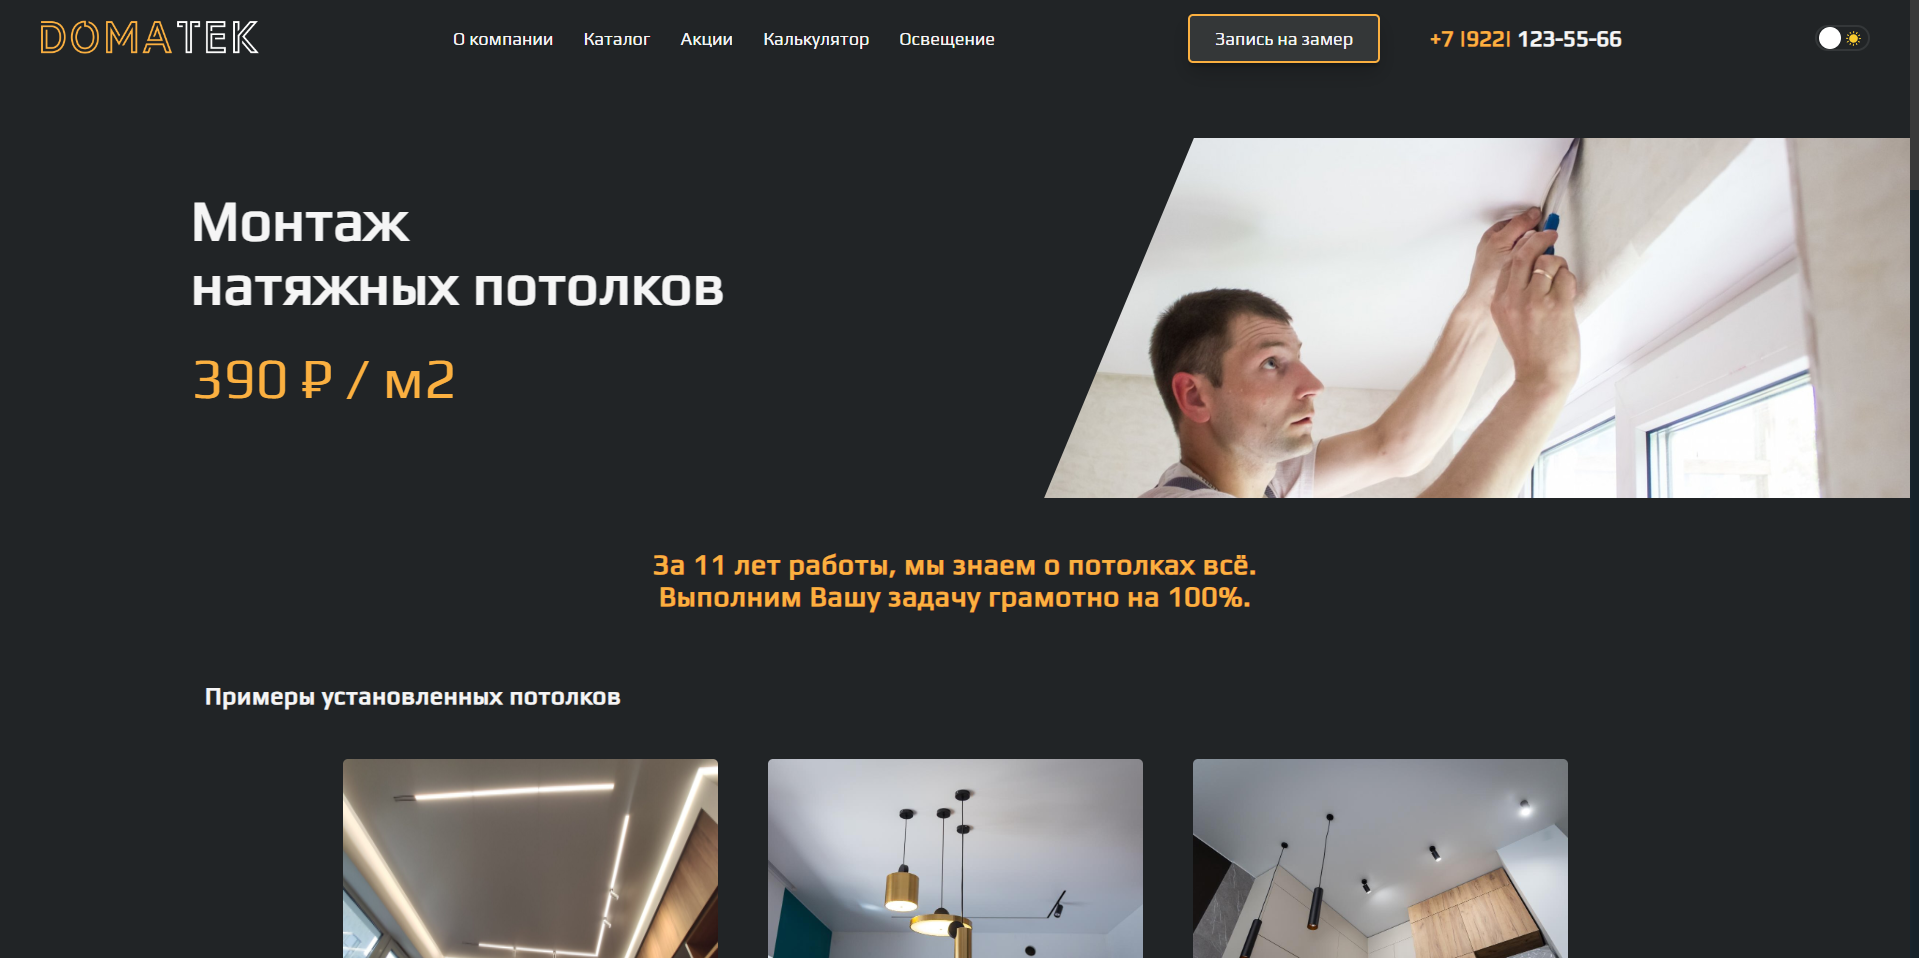 DOMATEK
О компании
Каталог
Акции
Калькулятор
Освещение
Запись на замер
+7 |922| 123-55-66
Монтаж
натяжных потолков
390 ₽ / м2
За 11 лет работы, мы знаем о потолках всё.
Выполним Вашу задачу грамотно на 100%.
Примеры установленных потолков